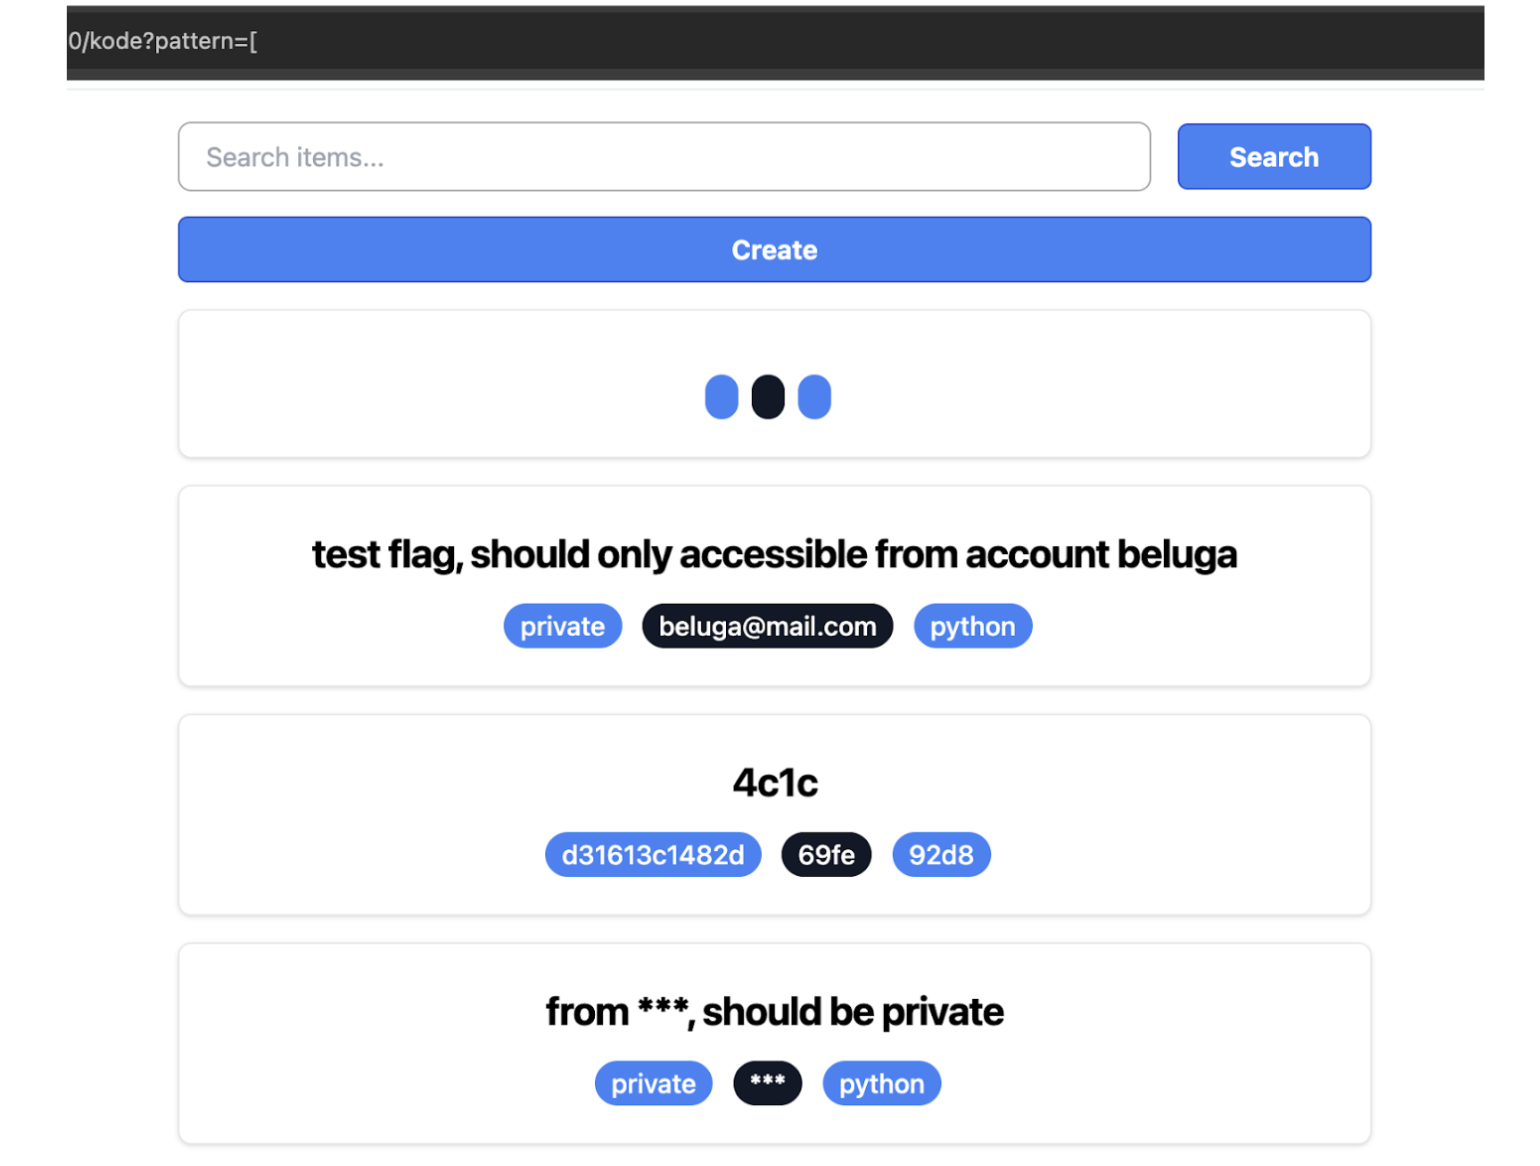 0/kode?pattern=[
Search items...
Search
Create
test flag, should only accessible from account beluga
private beluga@mail.com python
4c1c
d31613c1482d 69fe 92d8
from ***, should be private
private *** python